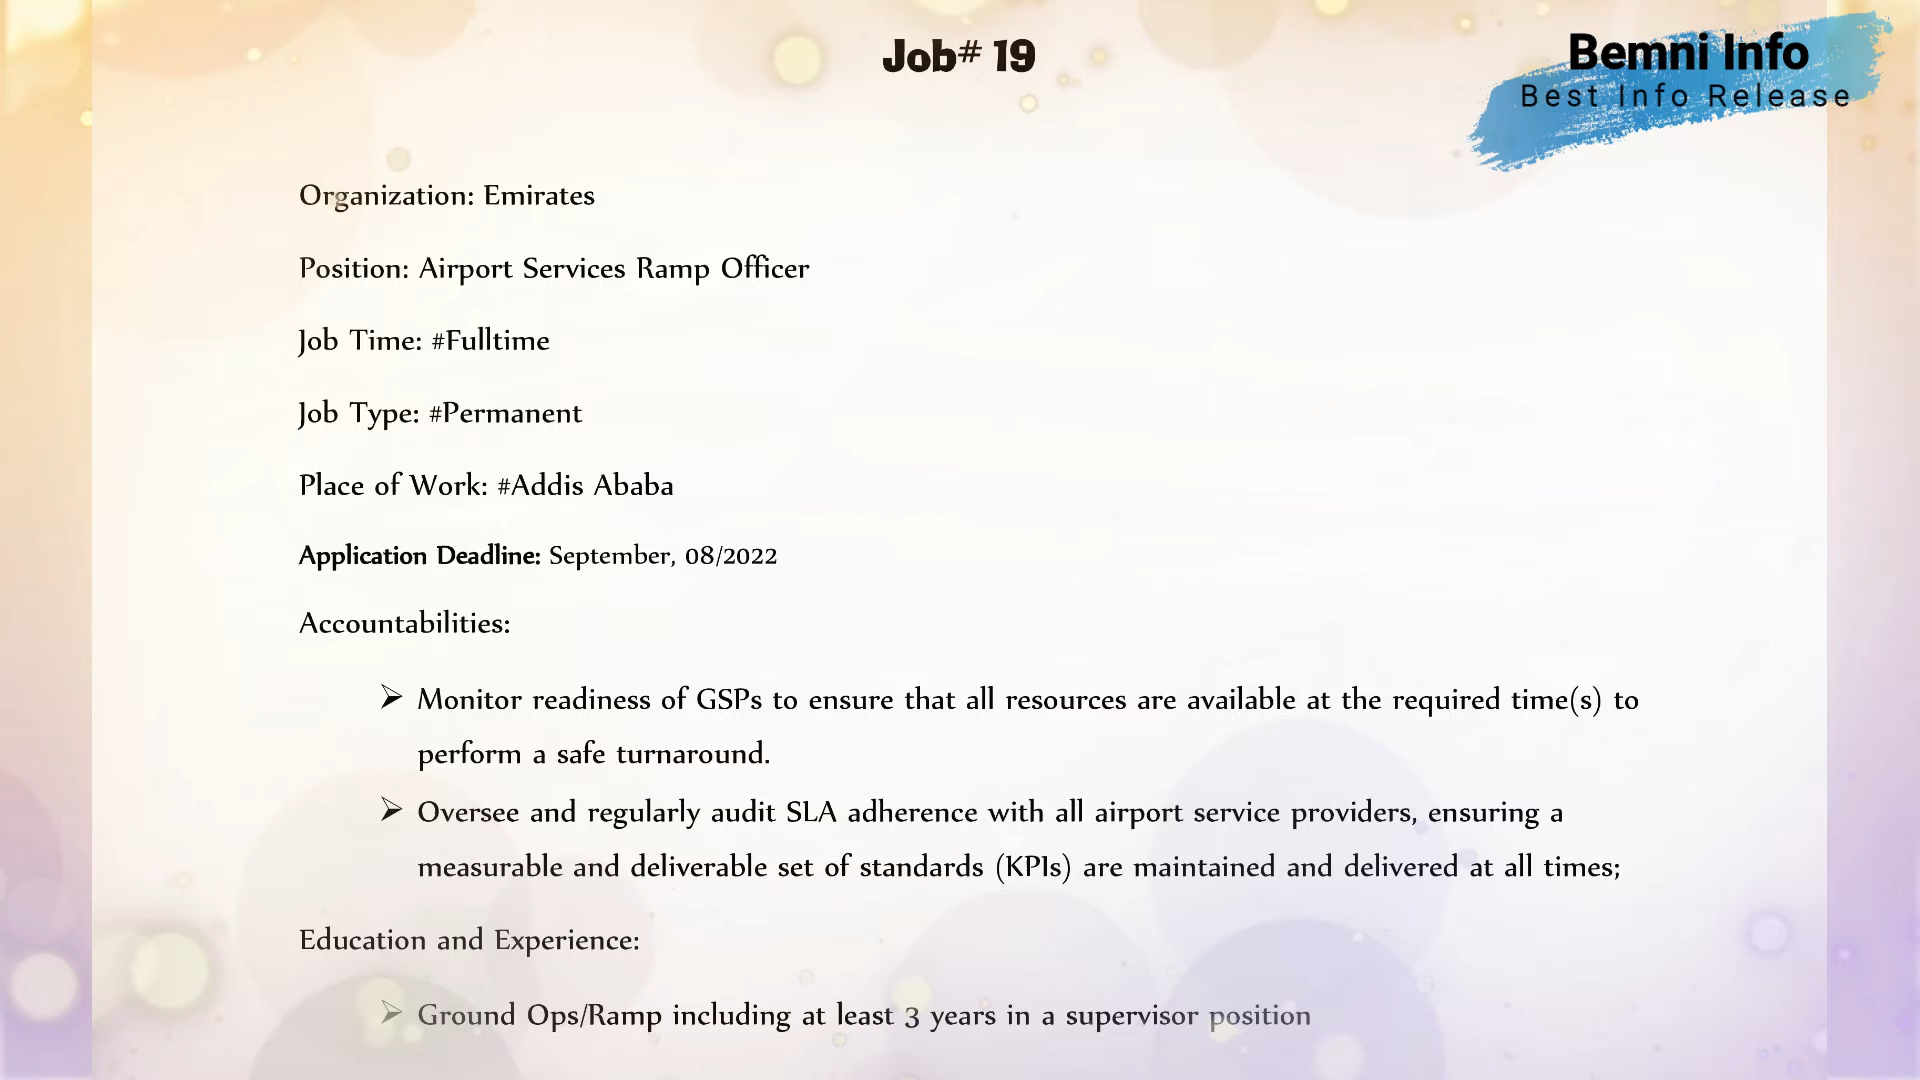 Job# 19
Bemni Info
Best Info Release
Organization: Emirates
Position: Airport Services Ramp Officer
Job Time: #Fulltime
Job Type: #Permanent
Place of Work: #Addis Ababa
Application Deadline: September, 08/2022
Accountabilities:
➢ Monitor readiness of GSPs to ensure that all resources are available at the required time(s) to
perform a safe turnaround.
➢ Oversee and regularly audit SLA adherence with all airport service providers, ensuring a
measurable and deliverable set of standards (KPIs) are maintained and delivered at all times;
Education and Experience:
➢ Ground Ops/Ramp including at least 3 years in a supervisor position